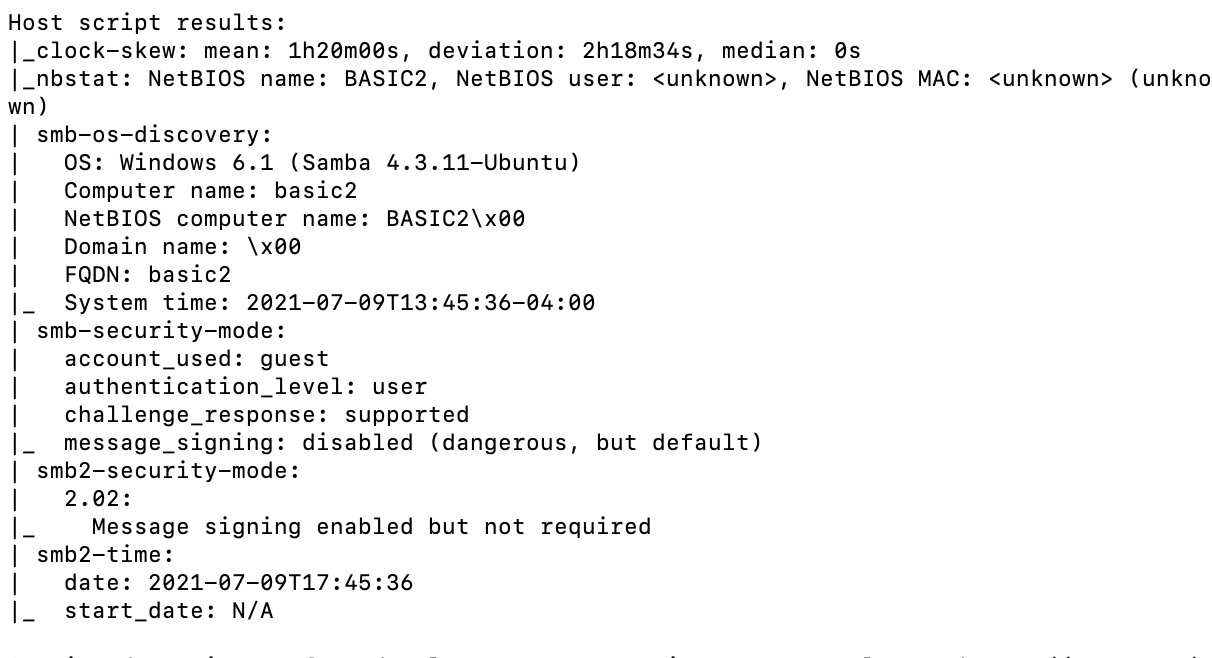 Host script results:
|_clock-skew: mean: 1h20m00s, deviation: 2h18m34s, median: 0s
|_nbstat: NetBIOS name: BASIC2, NetBIOS user: <unknown>, NetBIOS MAC: <unknown> (unkno
wn)
| smb-os-discovery:
|   OS: Windows 6.1 (Samba 4.3.11-Ubuntu)
|   Computer name: basic2
|   NetBIOS computer name: BASIC2\x00
|   Domain name: \x00
|   FQDN: basic2
|_  System time: 2021-07-09T13:45:36-04:00
| smb-security-mode:
|   account_used: guest
|   authentication_level: user
|   challenge_response: supported
|_  message_signing: disabled (dangerous, but default)
| smb2-security-mode:
|   2.02:
|_    Message signing enabled but not required
| smb2-time:
|   date: 2021-07-09T17:45:36
|_  start_date: N/A